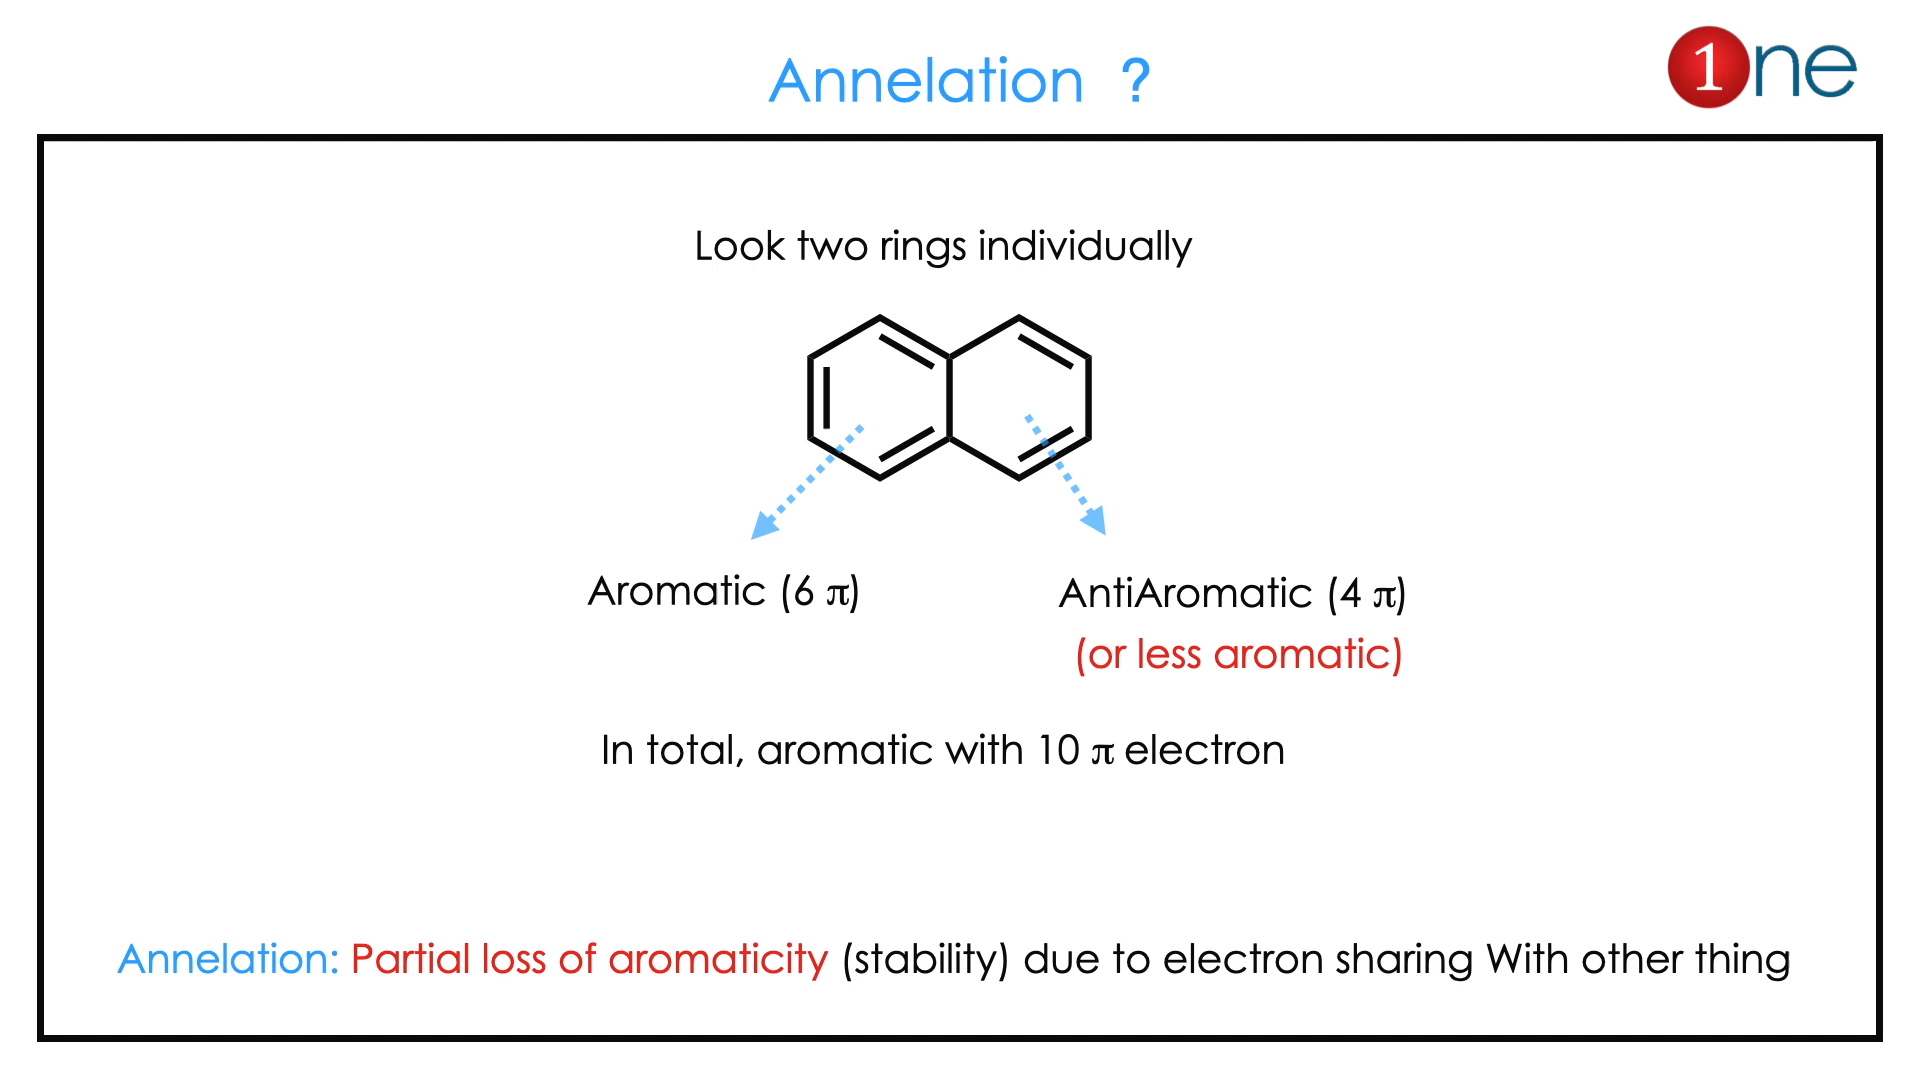 Annelation ?
1ne
Look two rings individually
Aromatic (6 π)
AntiAromatic (4 π)
(or less aromatic)
In total, aromatic with 10 π electron
Annelation: Partial loss of aromaticity (stability) due to electron sharing With other thing